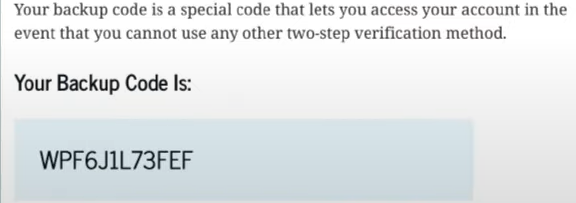 Your backup code is a special code that lets you access your account in the
event that you cannot use any other two-step verification method.
Your Backup Code Is:
WPF6J1L73FEF